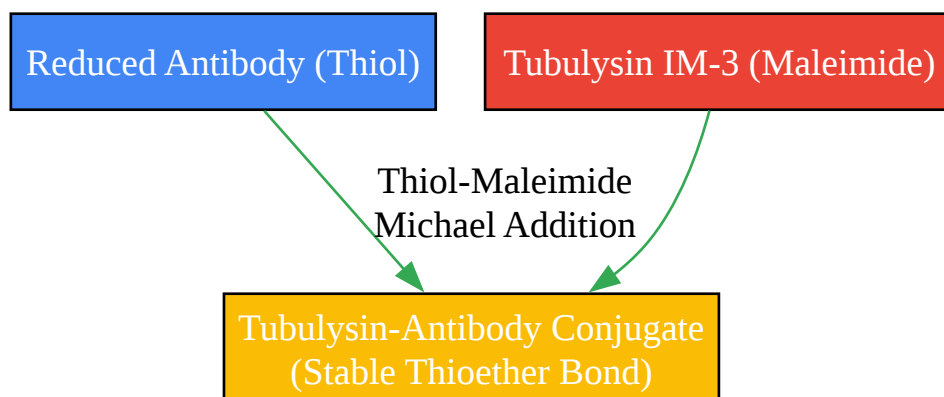 Reduced Antibody (Thiol)
Tubulysin IM-3 (Maleimide)
Thiol-Maleimide
Michael Addition
Tubulysin-Antibody Conjugate
(Stable Thioether Bond)